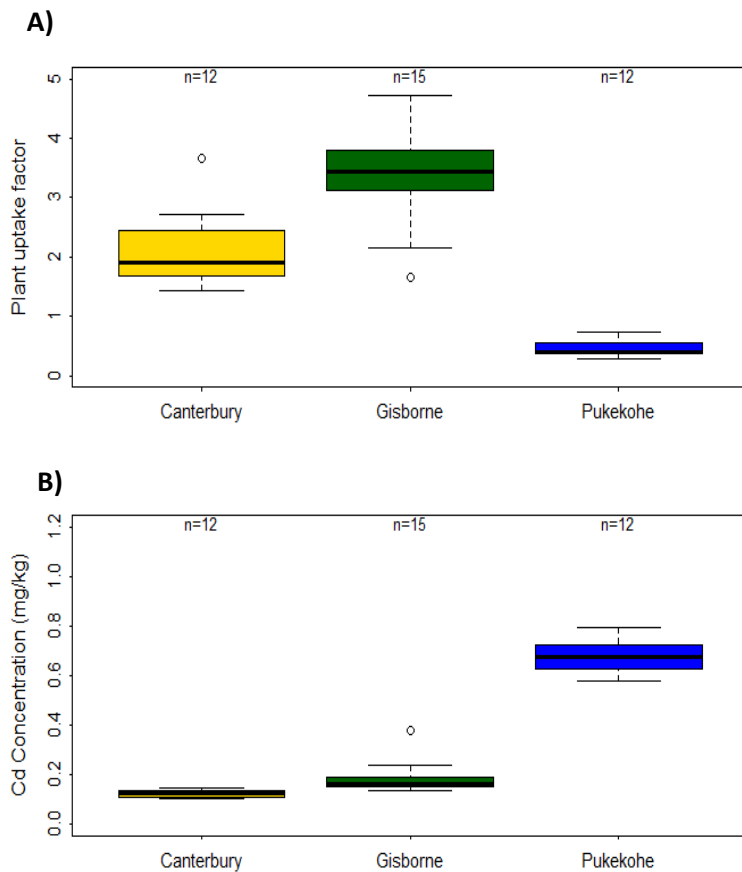 A)
n=12 n=15 n=12
Plant uptake factor
5
4
3
2
1
0
Canterbury Gisborne Pukekohe
B)
n=12 n=15 n=12
Cd Concentration (mg/kg)
1.2
1.0
0.8
0.6
0.4
0.2
0.0
Canterbury Gisborne Pukekohe